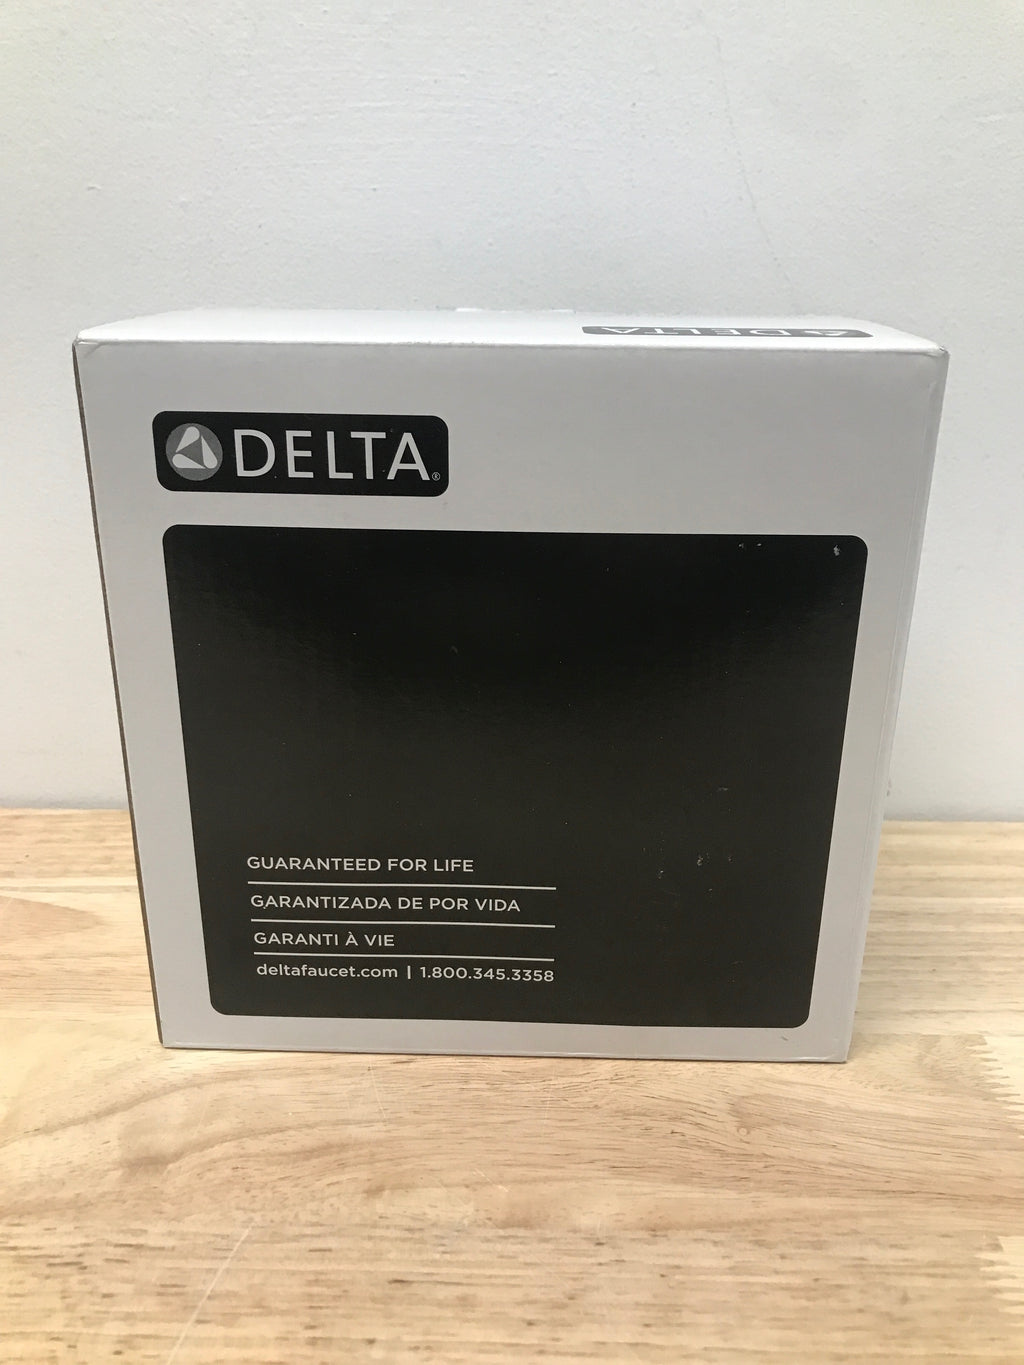 DELTA
DELTA®
GUARANTEED FOR LIFE
GARANTIZADA DE POR VIDA
GARANTI À VIE
deltafaucet.com | 1.800.345.3358